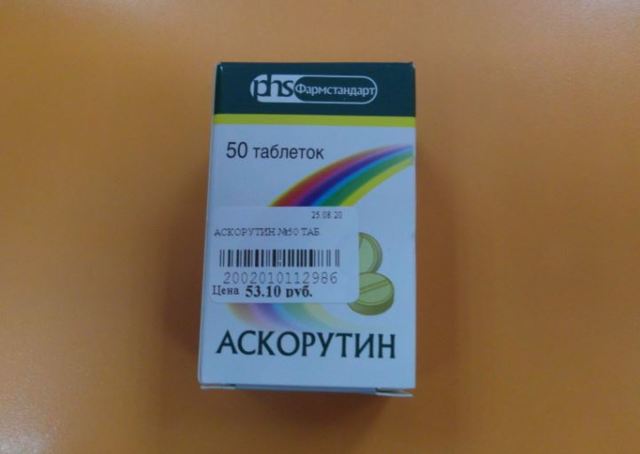 phs Фармстандарт
50 таблеток
25.08.20
АСКОРУТИН №50 ТАБ.
2002010112986
Цена 53.10 руб.
АСКОРУТИН